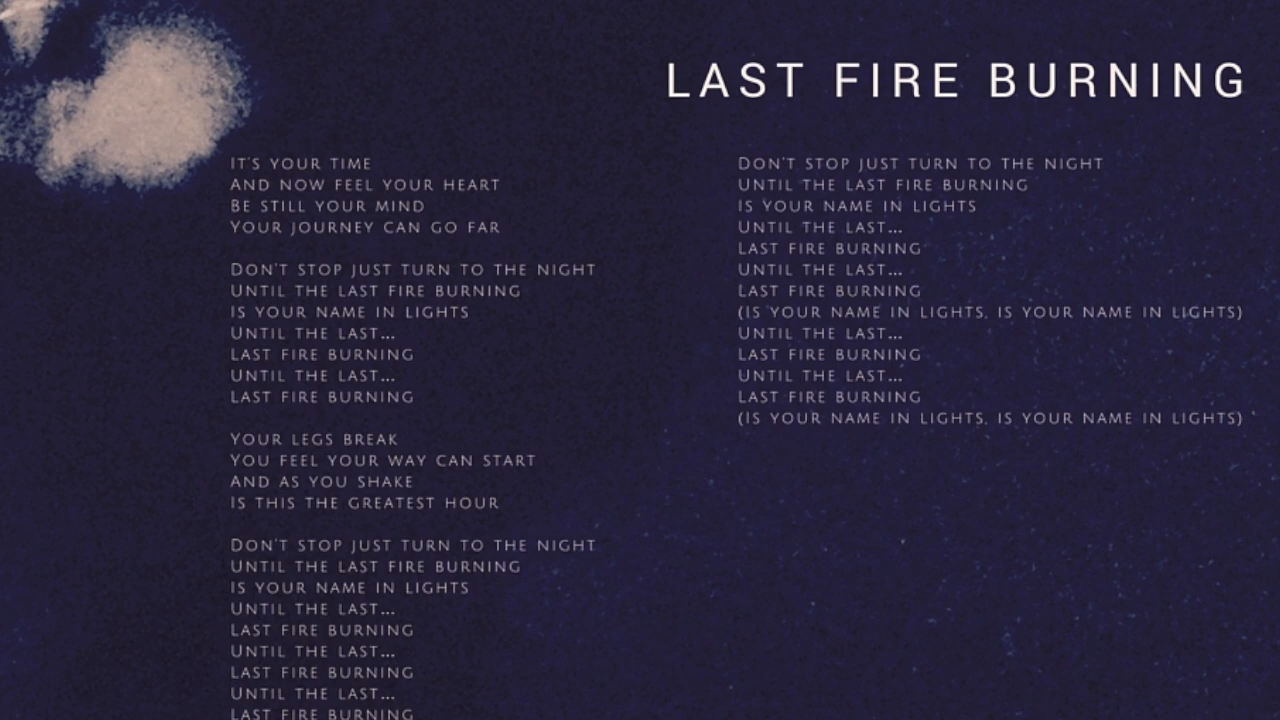 LAST FIRE BURNING
IT'S YOUR TIME
AND NOW FEEL YOUR HEART
BE STILL YOUR MIND
YOUR JOURNEY CAN GO FAR
DON'T STOP JUST TURN TO THE NIGHT
UNTIL THE LAST FIRE BURNING
IS YOUR NAME IN LIGHTS
UNTIL THE LAST...
LAST FIRE BURNING
UNTIL THE LAST...
LAST FIRE BURNING
YOUR LEGS BREAK
YOU FEEL YOUR WAY CAN START
AND AS YOU SHAKE
IS THIS THE GREATEST HOUR
DON'T STOP JUST TURN TO THE NIGHT
UNTIL THE LAST FIRE BURNING
IS YOUR NAME IN LIGHTS
UNTIL THE LAST...
LAST FIRE BURNING
UNTIL THE LAST...
LAST FIRE BURNING
UNTIL THE LAST...
LAST FIRE BURNING
DON'T STOP JUST TURN TO THE NIGHT
UNTIL THE LAST FIRE BURNING
IS YOUR NAME IN LIGHTS
UNTIL THE LAST...
LAST FIRE BURNING
UNTIL THE LAST...
LAST FIRE BURNING
(IS YOUR NAME IN LIGHTS, IS YOUR NAME IN LIGHTS)
UNTIL THE LAST...
LAST FIRE BURNING
UNTIL THE LAST...
LAST FIRE BURNING
(IS YOUR NAME IN LIGHTS, IS YOUR NAME IN LIGHTS)